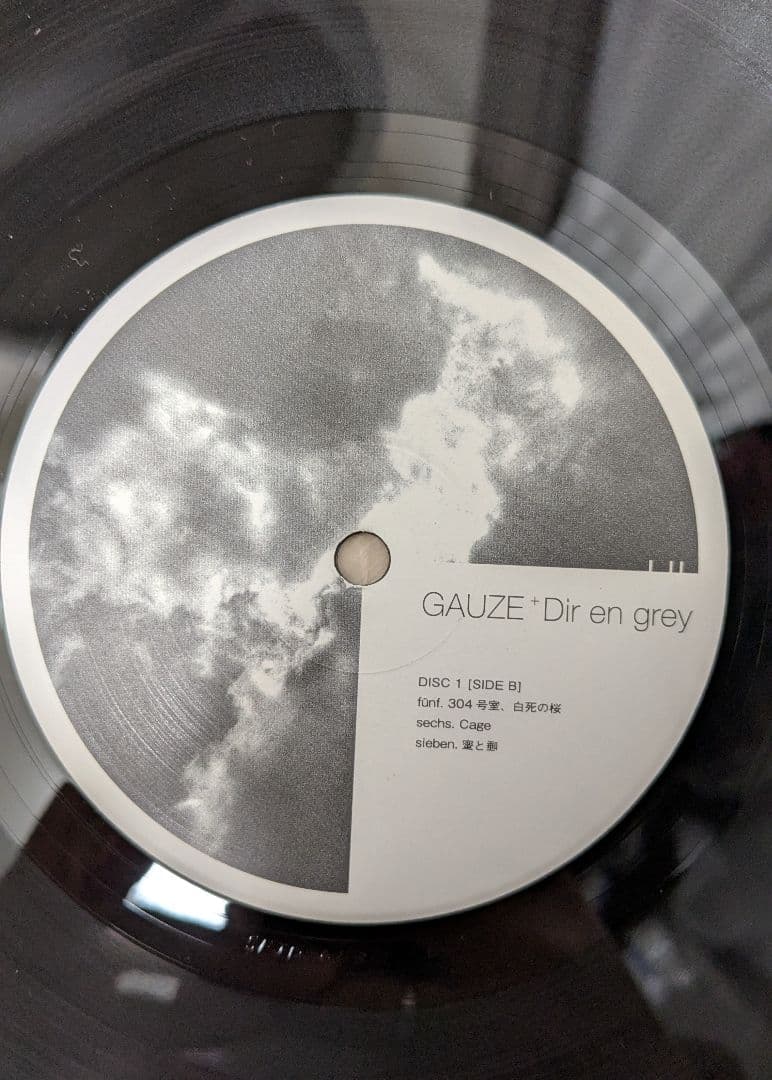 GAUZE + Dir en grey
DISC 1 [SIDE B]
fünf. 304 号室、白死の桜
sechs. Cage
sieben. 蜜と唾